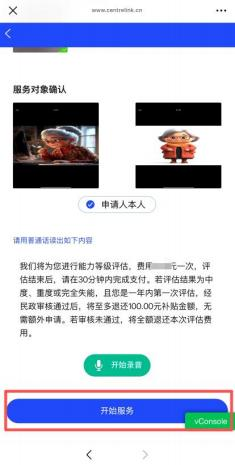 www.centrelink.cn
服务对象确认
申请人本人
请用普通话读出如下内容
我们将为您进行能力等级评估，费用元一次，评
估结束后，请在30分钟内完成支付。若评估结果为中
度、重度或完全失能，且您是一年内第一次评估，经
民政审核通过后，将至多退还100.00元补贴金额，无
需额外申请。若审核未通过，将全额退还本次评估费
用。
开始录音
开始服务
vConsole